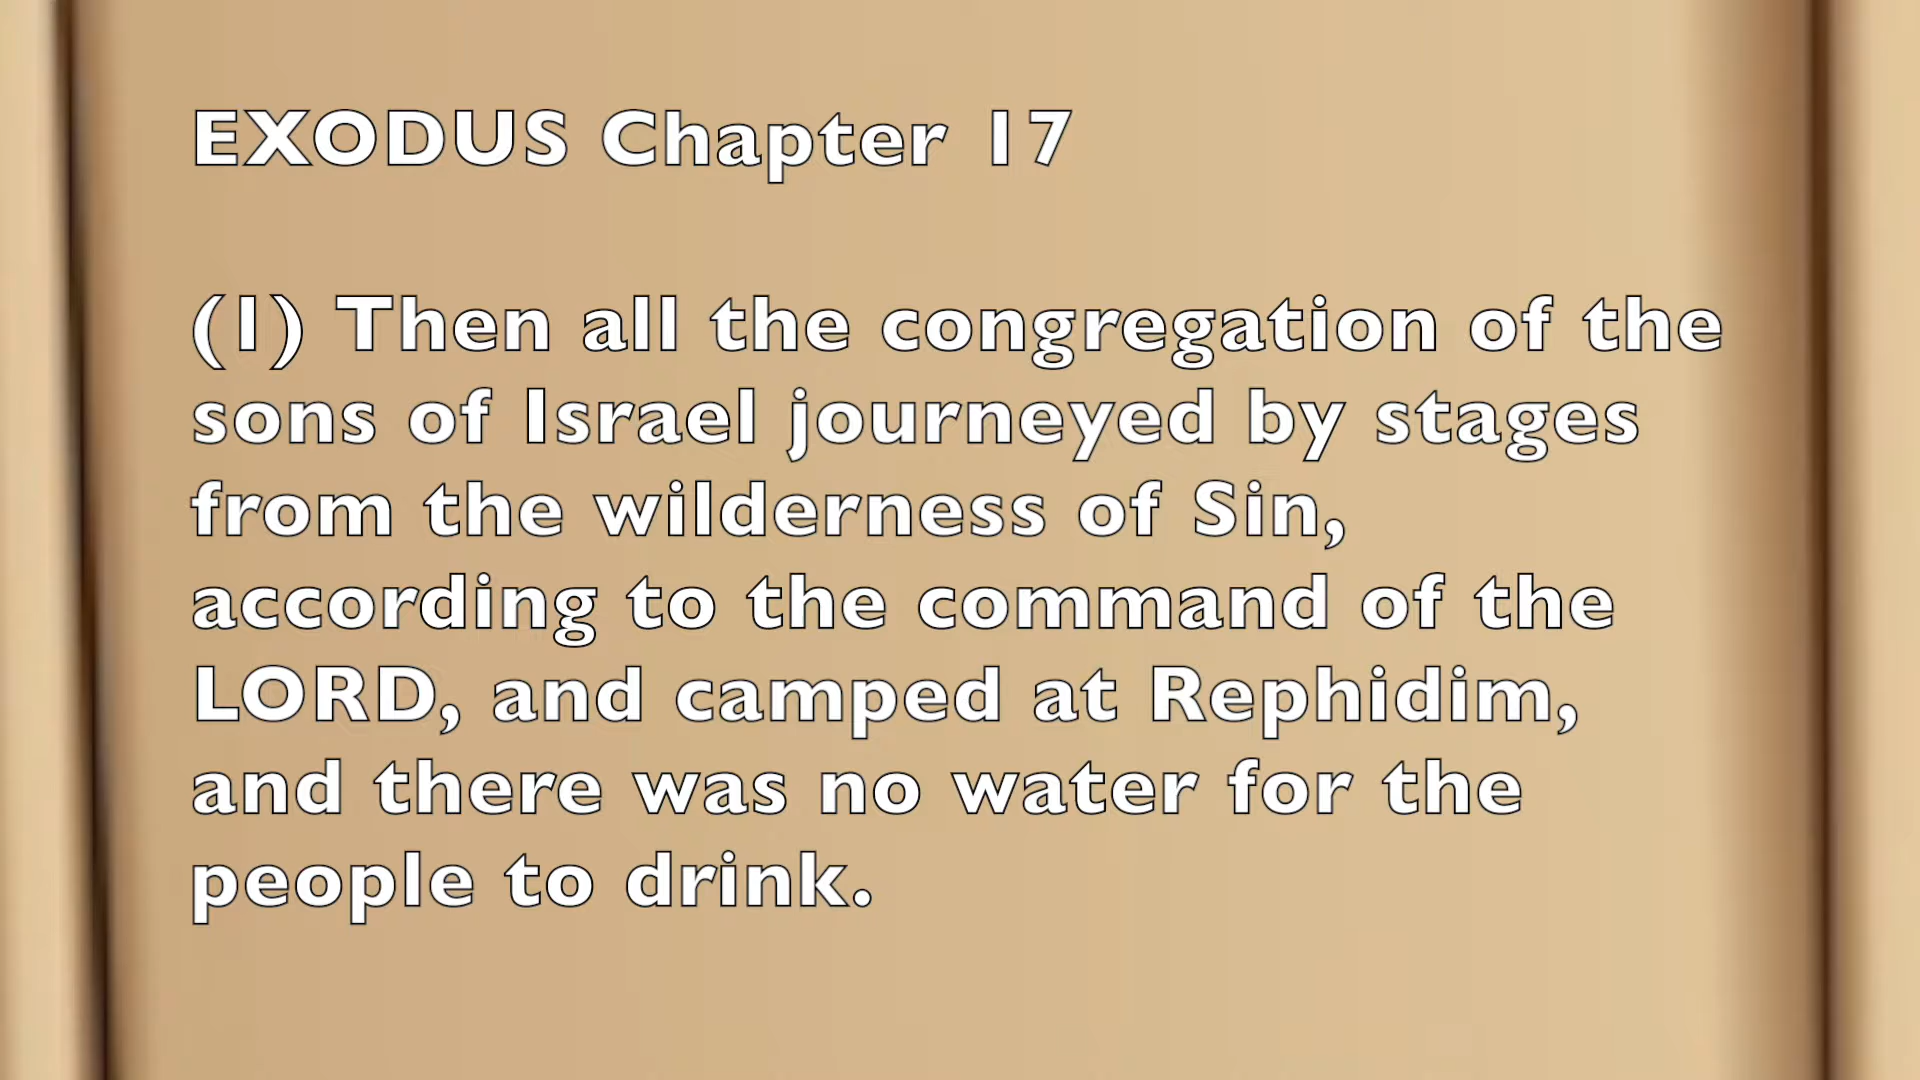 EXODUS Chapter 17
(1) Then all the congregation of the
sons of Israel journeyed by stages
from the wilderness of Sin,
according to the command of the
LORD, and camped at Rephidim,
and there was no water for the
people to drink.